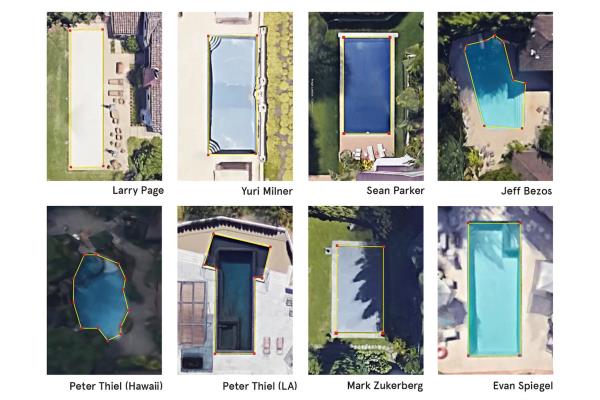 Larry Page
Yuri Milner
Sean Parker
Jeff Bezos
Peter Thiel (Hawaii)
Peter Thiel (LA)
Mark Zukerberg
Evan Spiegel